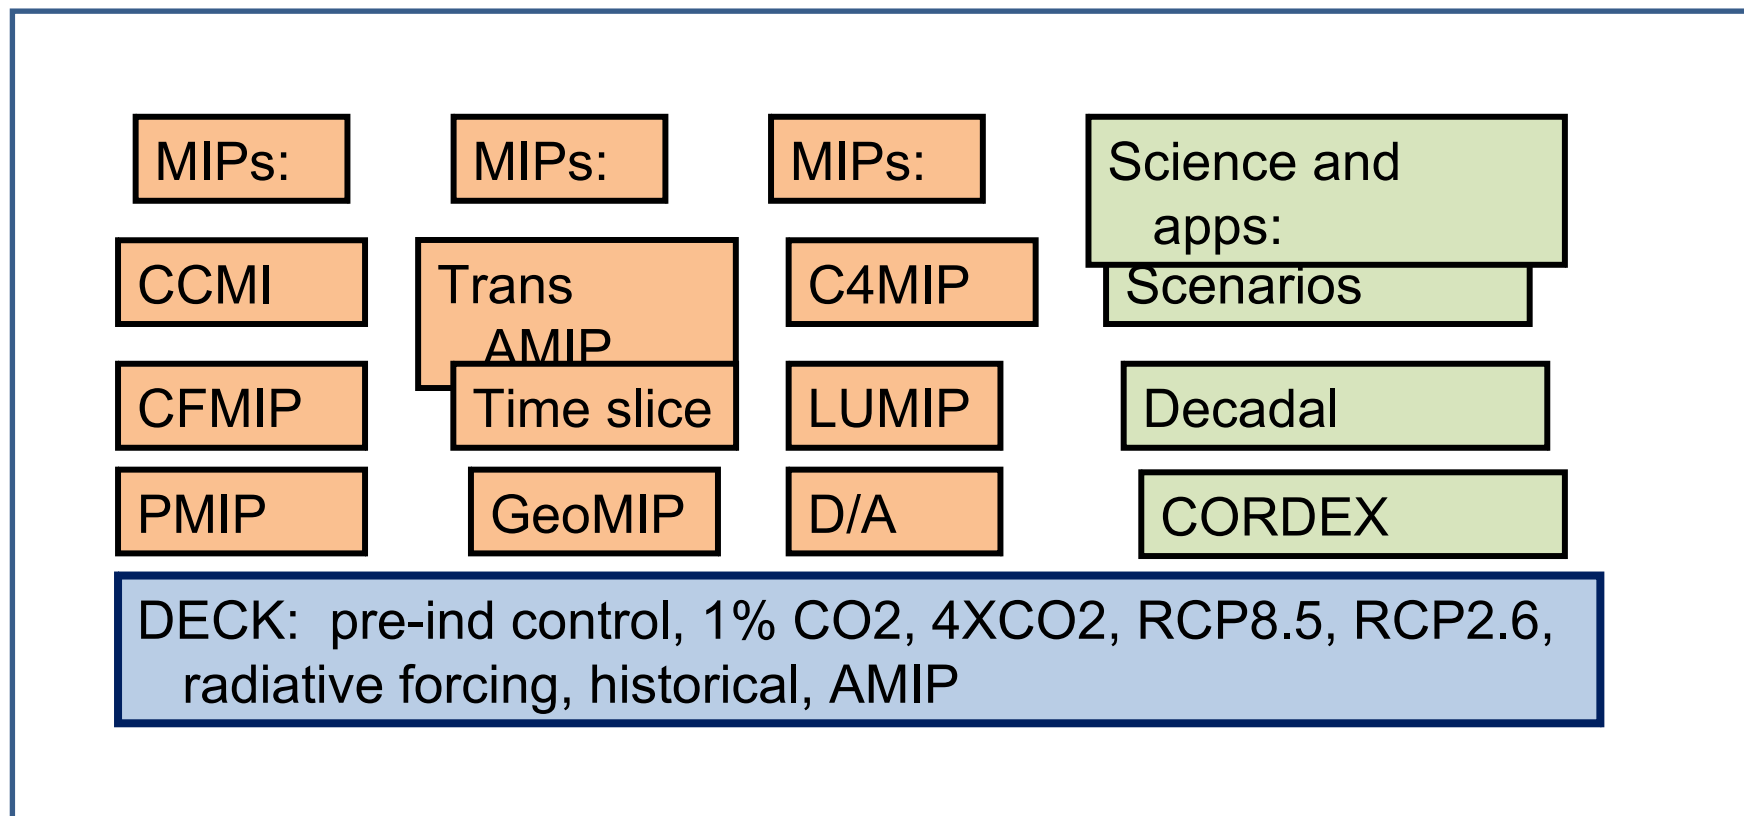 MIPs:
MIPs:
MIPs:
Science and
apps:
CCMI
Trans
AMIP
C4MIP
Scenarios
CFMIP
Time slice
LUMIP
Decadal
PMIP
GeoMIP
D/A
CORDEX
DECK:  pre-ind control, 1% CO2, 4XCO2, RCP8.5, RCP2.6,
radiative forcing, historical, AMIP